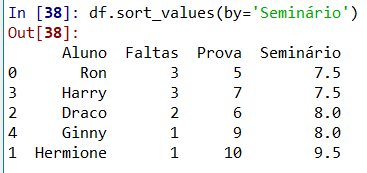 In [38]: df.sort_values(by='Seminário')
Out[38]:
      Aluno  Faltas  Prova  Seminário
0       Ron       3      5        7.5
3     Harry       3      7        7.5
2     Draco       2      6        8.0
4     Ginny       1      9        8.0
1  Hermione       1     10        9.5